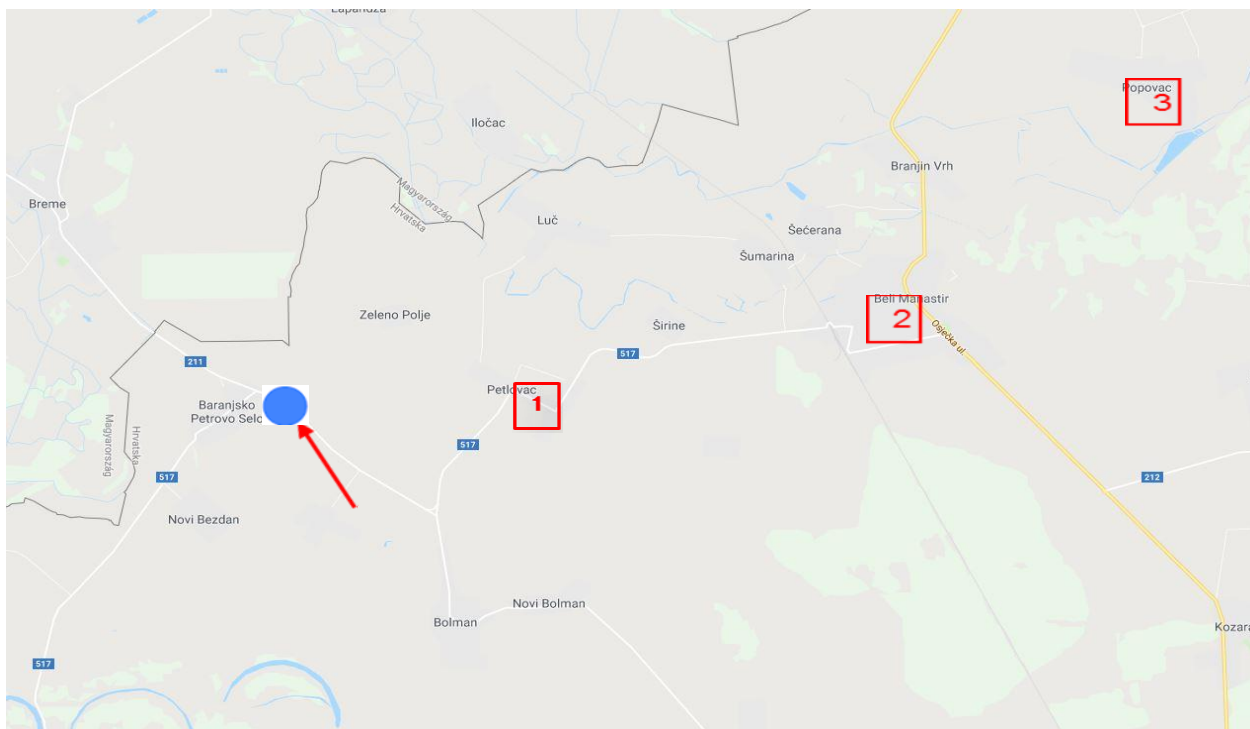 Lapandža
Popovac
3
Iločac
Branjin Vrh
Magyarország
Hrvatska
Breme
Luč
Šećerana
Šumarina
Beli Manastir
2
Zeleno Polje
Širine
Osječka ul.
517
211
Petlovac
1
Baranjsko
Petrovo Selo
Magyarország
Hrvatska
517
517
212
Novi Bezdan
Novi Bolman
Bolman
Kozara
517